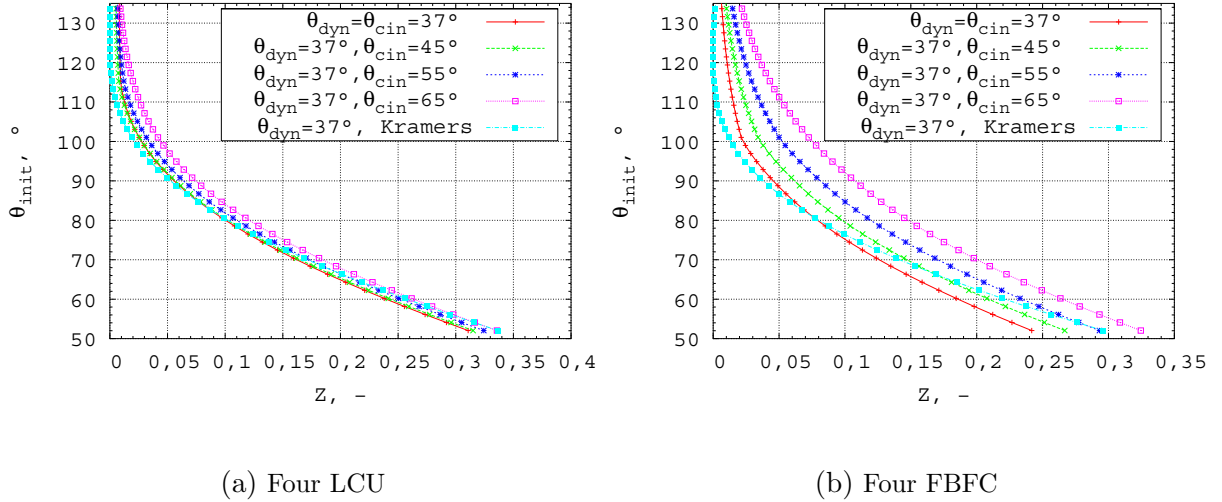 θinit, °
130
120
110
100
90
80
70
60
50
0 0,05 0,1 0,15 0,2 0,25 0,3 0,35 0,4
Z, −
θdyn=θcin=37°
θdyn=37°,θcin=45°
θdyn=37°,θcin=55°
θdyn=37°,θcin=65°
θdyn=37°, Kramers
(a) Four LCU
θinit, °
130
120
110
100
90
80
70
60
50
0 0,05 0,1 0,15 0,2 0,25 0,3 0,35
Z, −
θdyn=θcin=37°
θdyn=37°,θcin=45°
θdyn=37°,θcin=55°
θdyn=37°,θcin=65°
θdyn=37°, Kramers
(b) Four FBFC